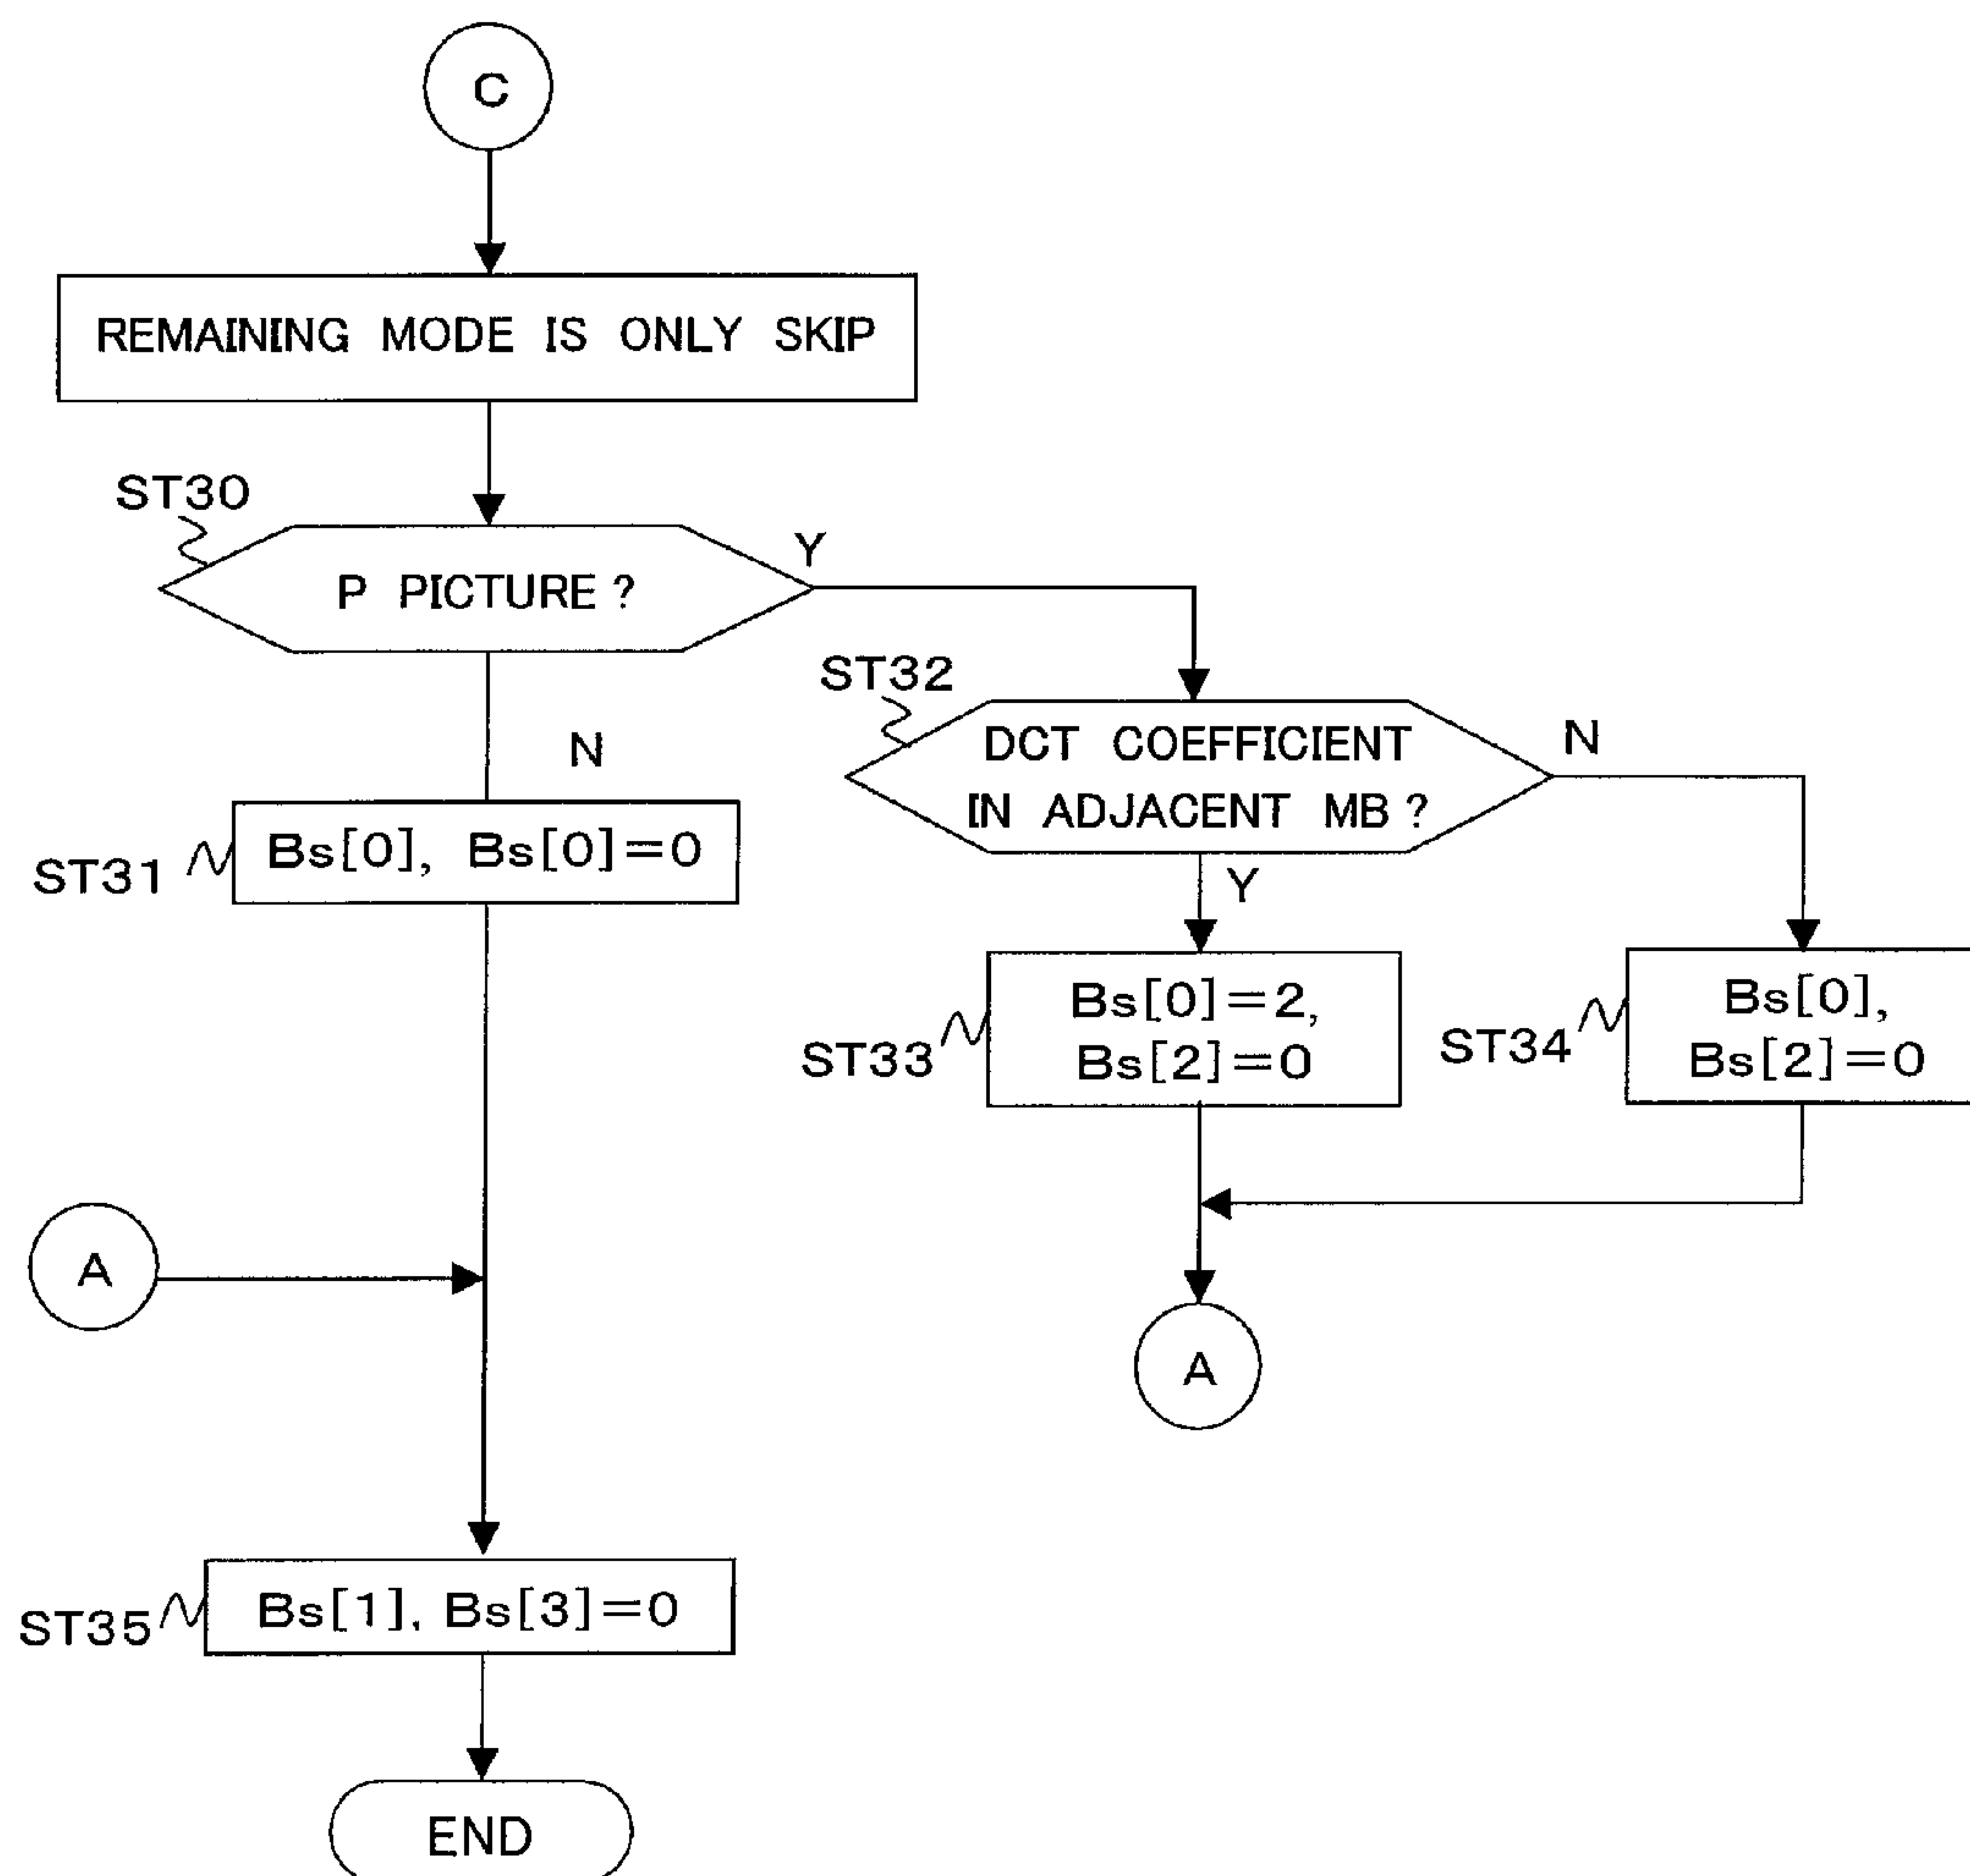 C
REMAINING MODE IS ONLY SKIP
ST30
P PICTURE?
Y
N
ST31
Bs[0], Bs[0]=0
ST32
DCT COEFFICIENT
IN ADJACENT MB?
N
Y
ST33
Bs[0]=2,
Bs[2]=0
ST34
Bs[0],
Bs[2]=0
A
A
ST35
Bs[1], Bs[3]=0
END